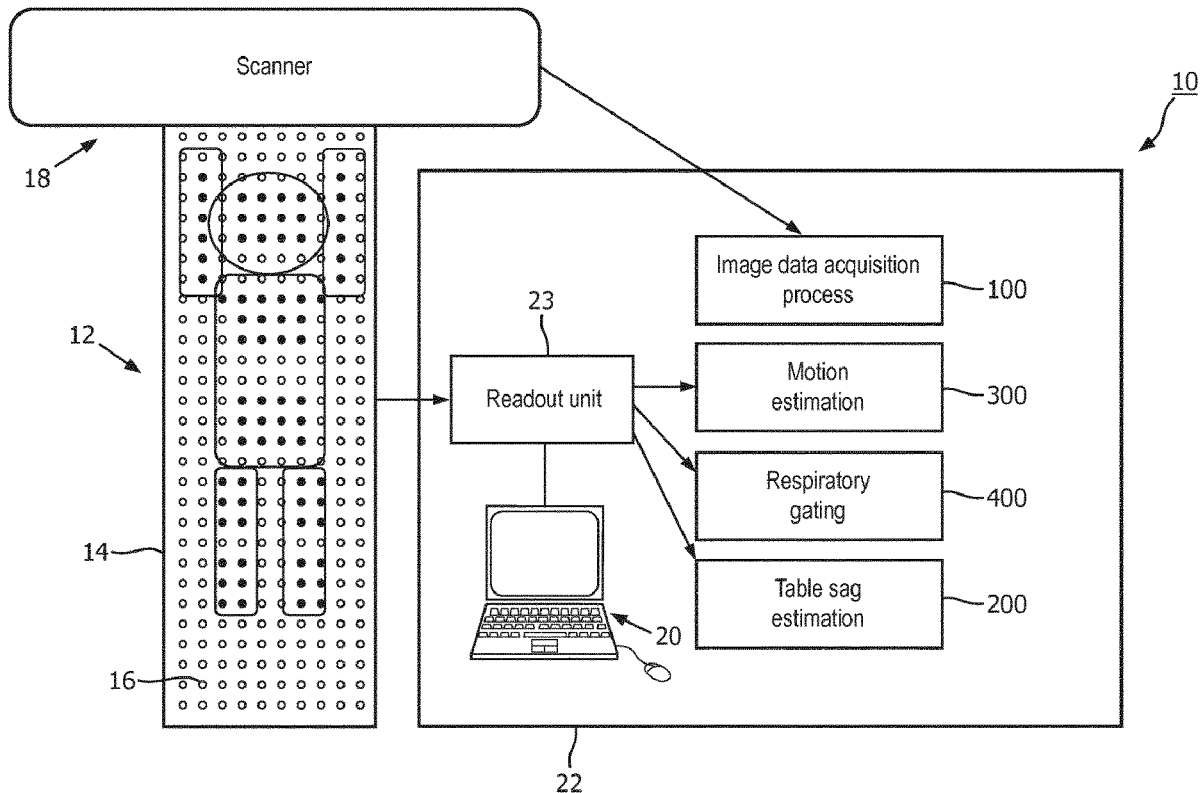 Scanner
10
18
Image data acquisition
process
100
23
12
Readout unit
Motion
estimation
300
Respiratory
gating
400
14
Table sag
estimation
200
20
16
22